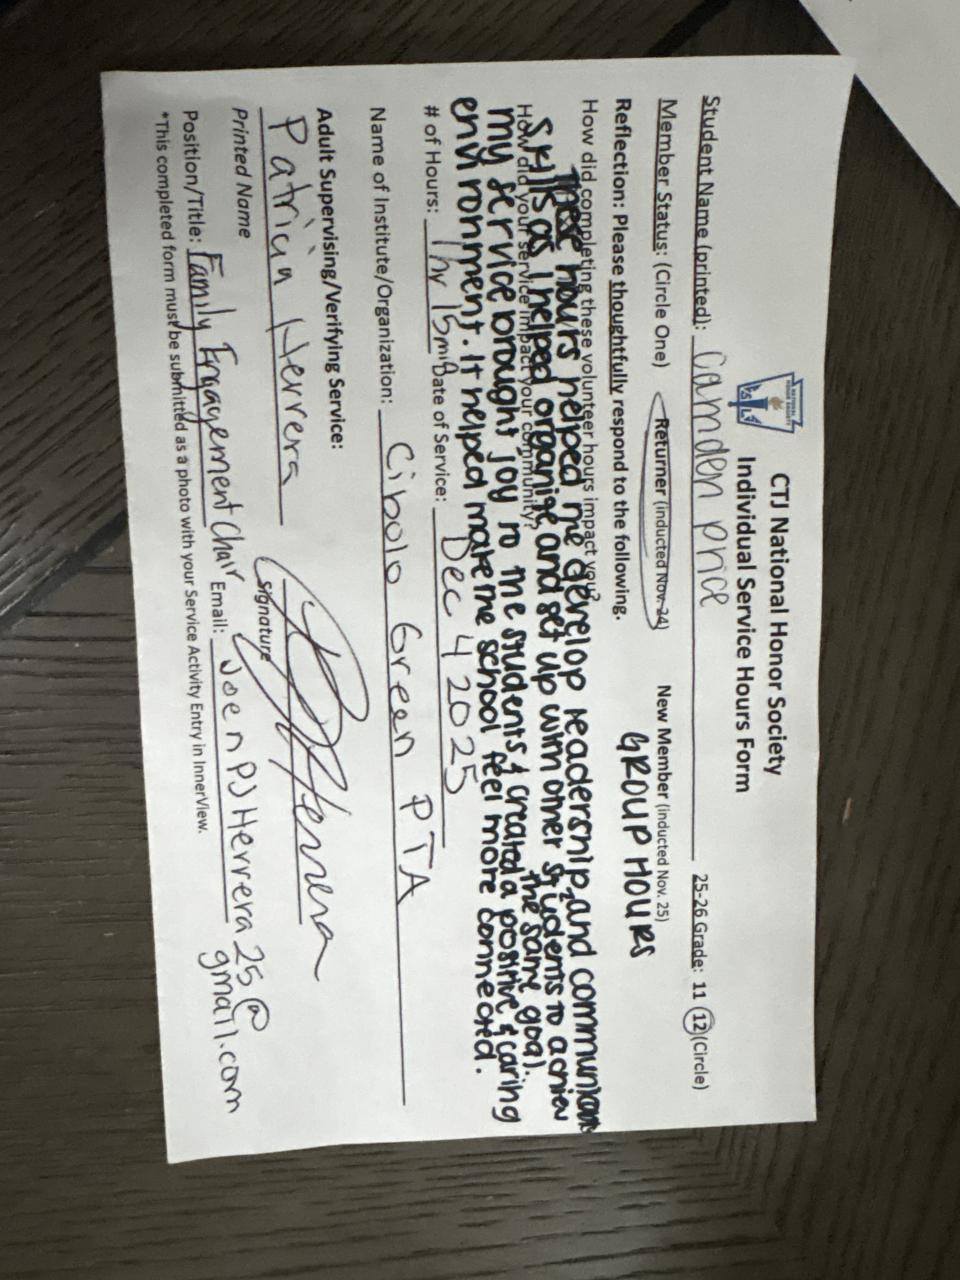 CTJ National Honor Society
Individual Service Hours Form
Student Name (printted): Camden price 25-26 Grade: 11 12 (Circle)
Member Status: (Circle One) Returner (inducted Nov. 24) New Member (inducted Nov. 25)
GROUP HOURS
Reflection: Please thoughtfully respond to the following.
How did completing these volunteer hours impact you?
These hours helped me develop leadership, and communication
skills as I helped organize, and set up with other students to achiev
the same goal.
How did your service impact your community?
my service brought joy to the students & created a positive & caring
environment. It helped make the school feel more connected.
# of Hours: 1hr 15min Date of Service: Dec 4 2025
Name of Institute/Organization: Cibolo Green PTA
Adult Supervising/Verifying Service:
Patricia Herrera
Printed Name Signature
Position/Title: Family Engagement Chair Email: JoenPJHerrera25@
gmail.com
*This completed form must be submitted as a photo with your Service Activity Entry in InnerView.